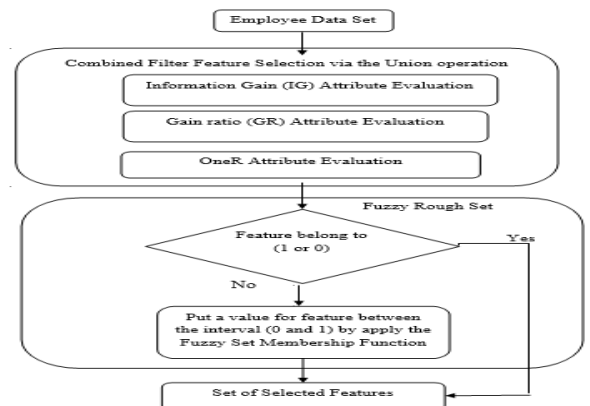 Employee Data Set
Combined Filter Feature Selection via the Union operation
Information Gain (IG) Attribute Evaluation
Gain ratio (GR) Attribute Evaluation
OneR Attribute Evaluation
Fuzzy Rough Set
Feature belong to
(1 or 0)
Yes
No
Put a value for feature between
the interval (0 and 1) by apply the
Fuzzy Set Membership Function
Set of Selected Features